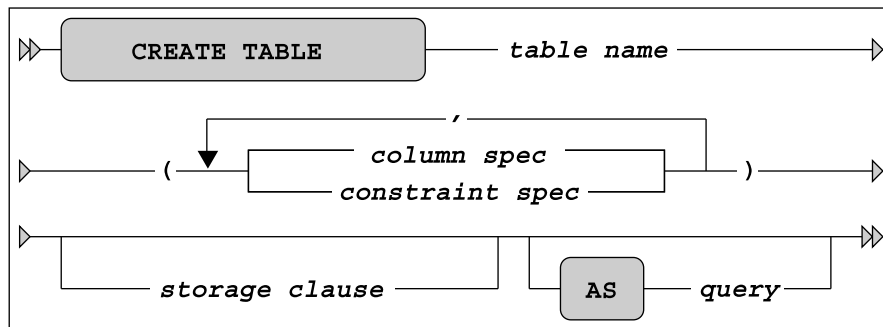 CREATE TABLE table name
,
( column spec )
constraint spec
storage clause AS query